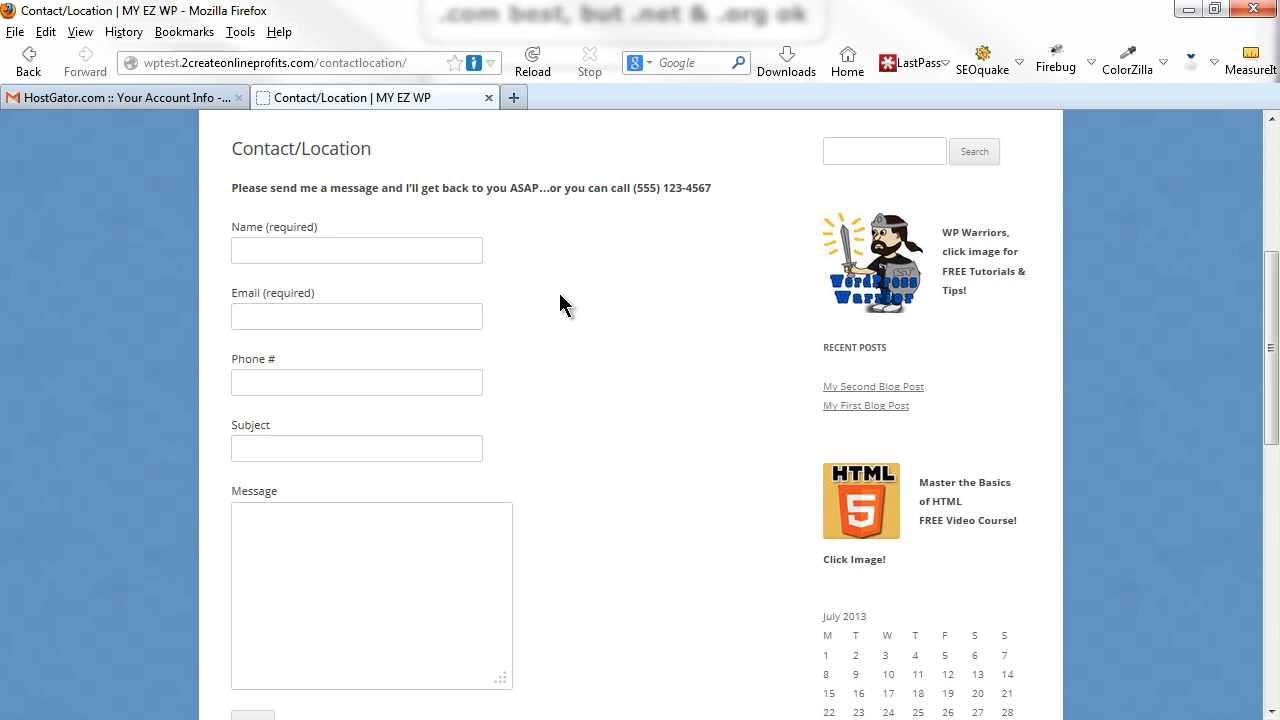 Contact/Location | MY EZ WP - Mozilla Firefox
.com best, but .net & .org ok
File Edit View History Bookmarks Tools Help
wptest.2createonlineprofits.com/contactlocation/
Google
LastPass
Back Forward Reload Stop Downloads Home SEOquake Firebug ColorZilla MeasureIt
HostGator.com :: Your Account Info -...
Contact/Location | MY EZ WP
Contact/Location
Please send me a message and I'll get back to you ASAP...or you can call (555) 123-4567
Name (required)
Email (required)
Phone #
Subject
Message
Search
WordPress
Warrior
WP Warriors,
click image for
FREE Tutorials &
Tips!
RECENT POSTS
My Second Blog Post
My First Blog Post
HTML
5
Master the Basics
of HTML
FREE Video Course!
Click Image!
July 2013
M T W T F S S
1 2 3 4 5 6 7
8 9 10 11 12 13 14
15 16 17 18 19 20 21
22 23 24 25 26 27 28